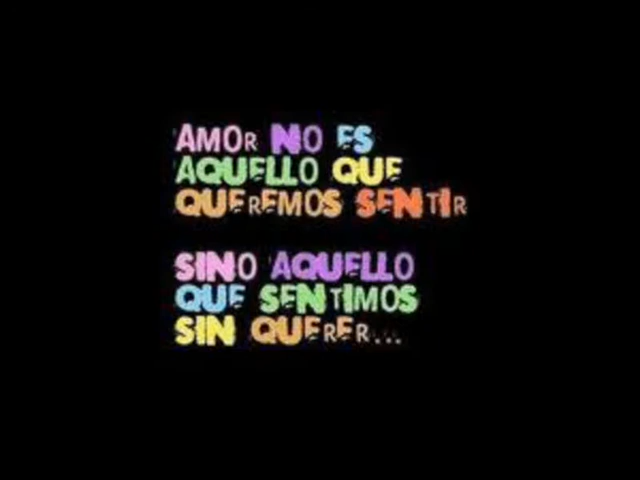 AMOR NO ES
AQUELLO QUE
QUEREMOS SENTIR
SINO AQUELLO
QUE SENTIMOS
SIN QUERER...